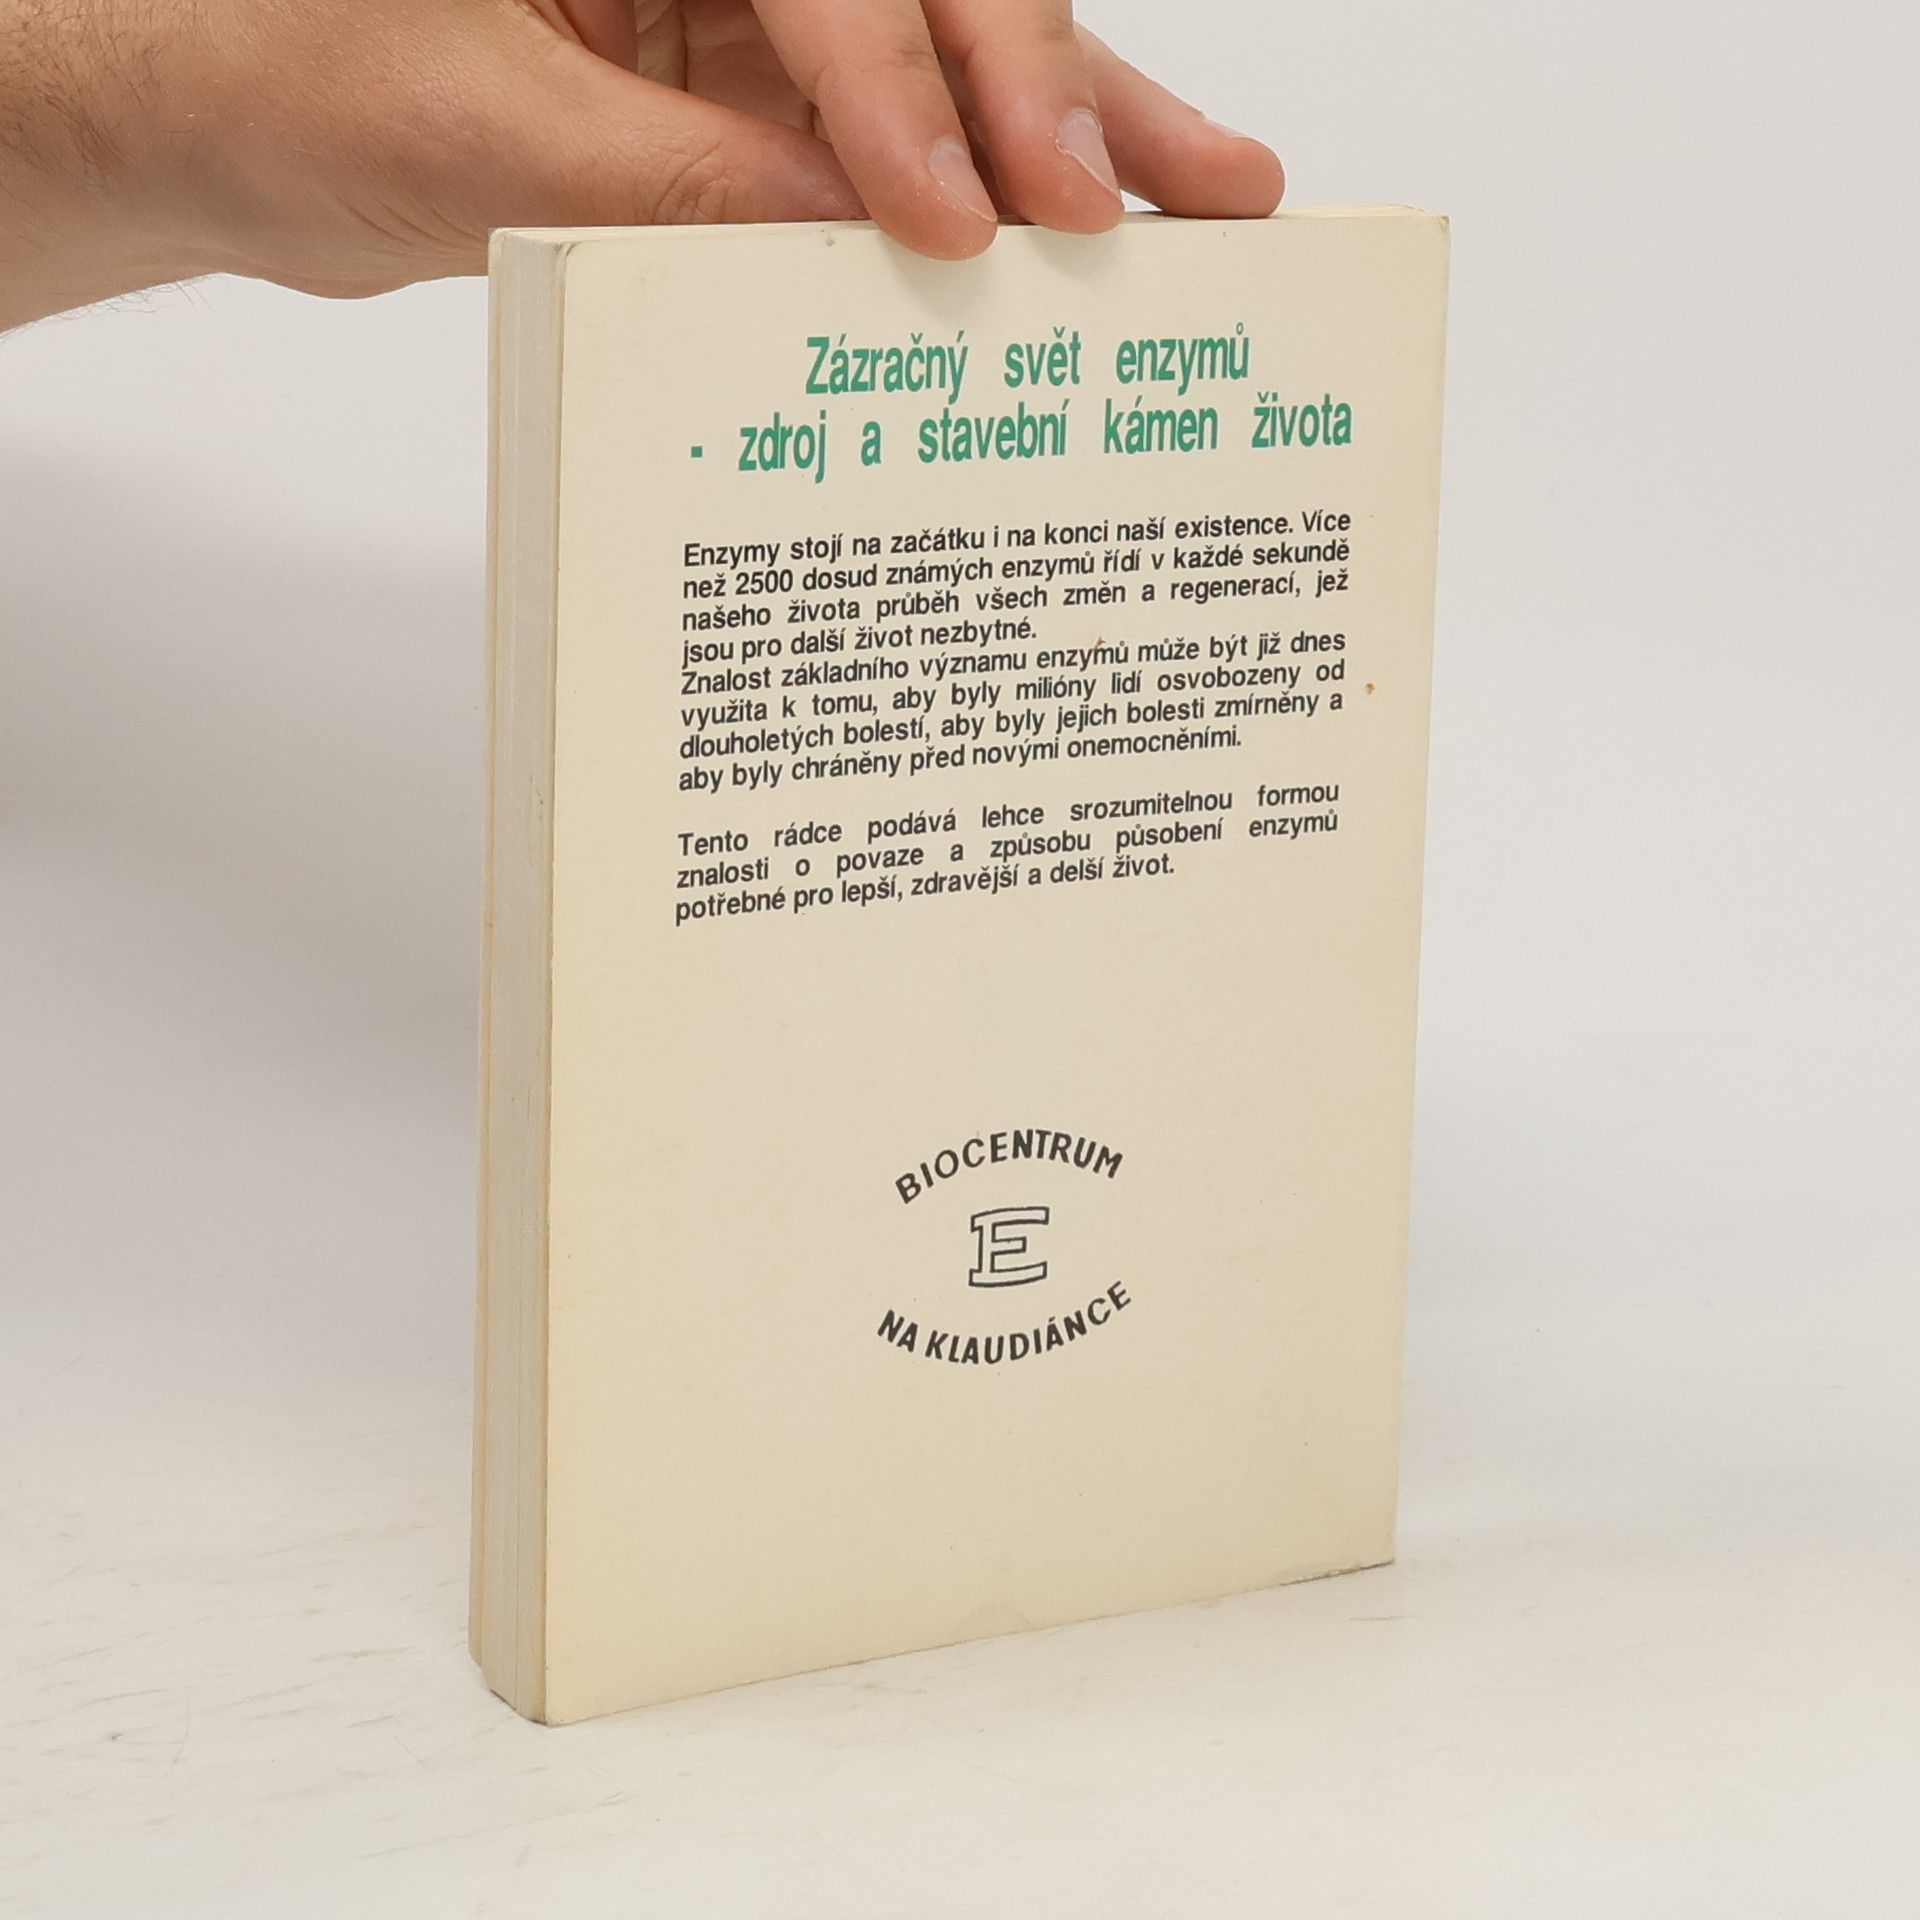 Zázračný svět enzymů
- zdroj a stavební kámen života
Enzymy stojí na začátku i na konci naší existence. Více
než 2500 dosud známých enzymů řídí v každé sekundě
našeho života průběh všech změn a regenerací, jež
jsou pro další život nezbytné.
Znalost základního významu enzymů může být již dnes
využita k tomu, aby byly milióny lidí osvobozeny od
dlouholetých bolestí, aby byly jejich bolesti zmírněny a
aby byly chráněny před novými onemocněními.
Tento rádce podává lehce srozumitelnou formou
znalosti o povaze a způsobu působení enzymů
potřebné pro lepší, zdravější a delší život.
BIOCENTRUM
E
NA KLAUDIÁNCE